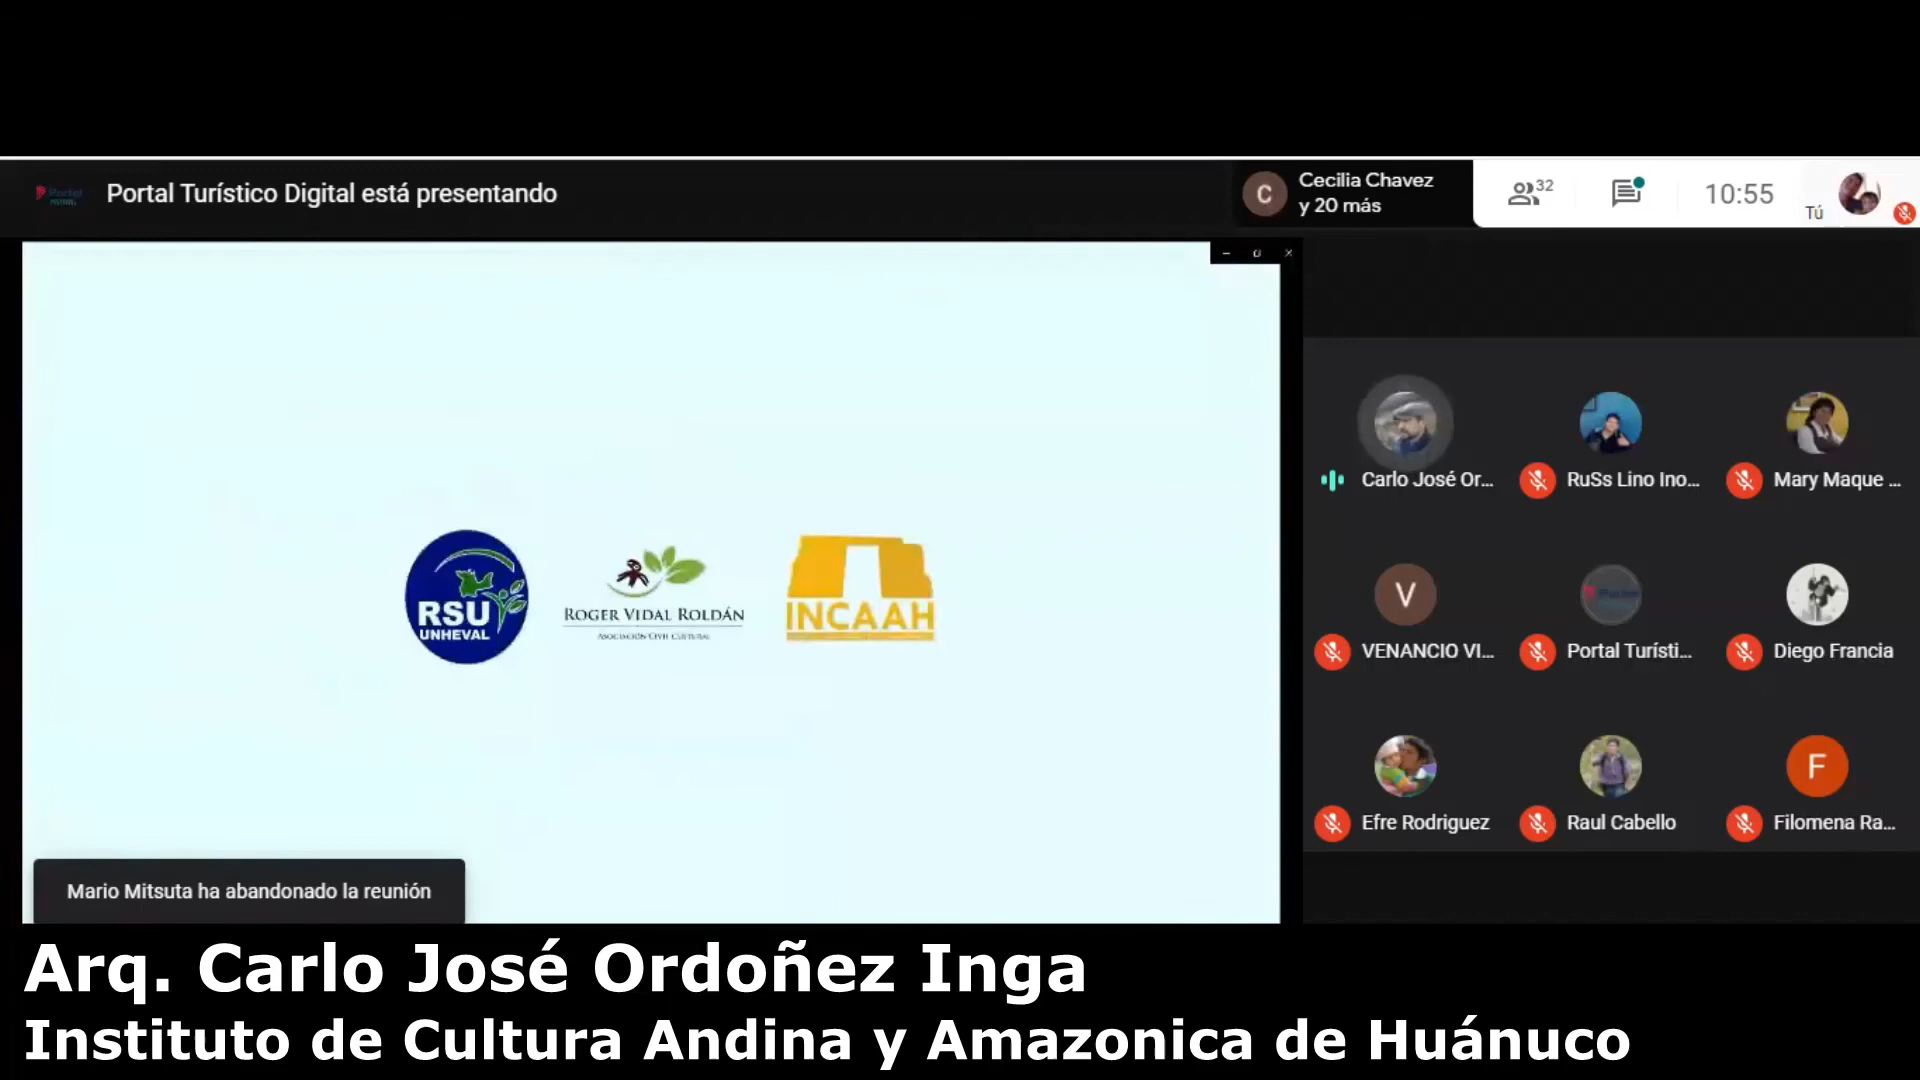 Portal Turístico Digital está presentando
C
Cecilia Chavez
y 20 más
32
10:55
Tú
RSU
UNHEVAL
ROGER VIDAL ROLDÁN
ASOCIACIÓN CIVIL CULTURAL
INCAAH
Carlo José Or...
RuSs Lino Ino...
Mary Maque ...
V
VENANCIO VI...
Portal Turísti...
Diego Francia
Efre Rodriguez
Raul Cabello
F
Filomena Ra...
Mario Mitsuta ha abandonado la reunión
Arq. Carlo José Ordoñez Inga
Instituto de Cultura Andina y Amazonica de Huánuco